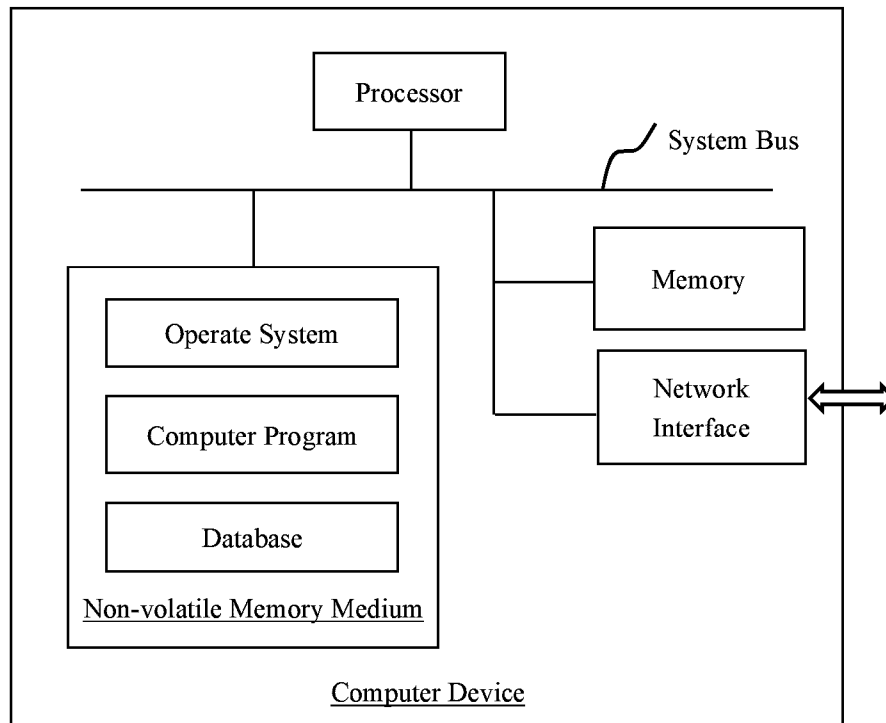 Processor
System Bus
Memory
Operate System
Network
Interface
Computer Program
Database
Non-volatile Memory Medium
Computer Device